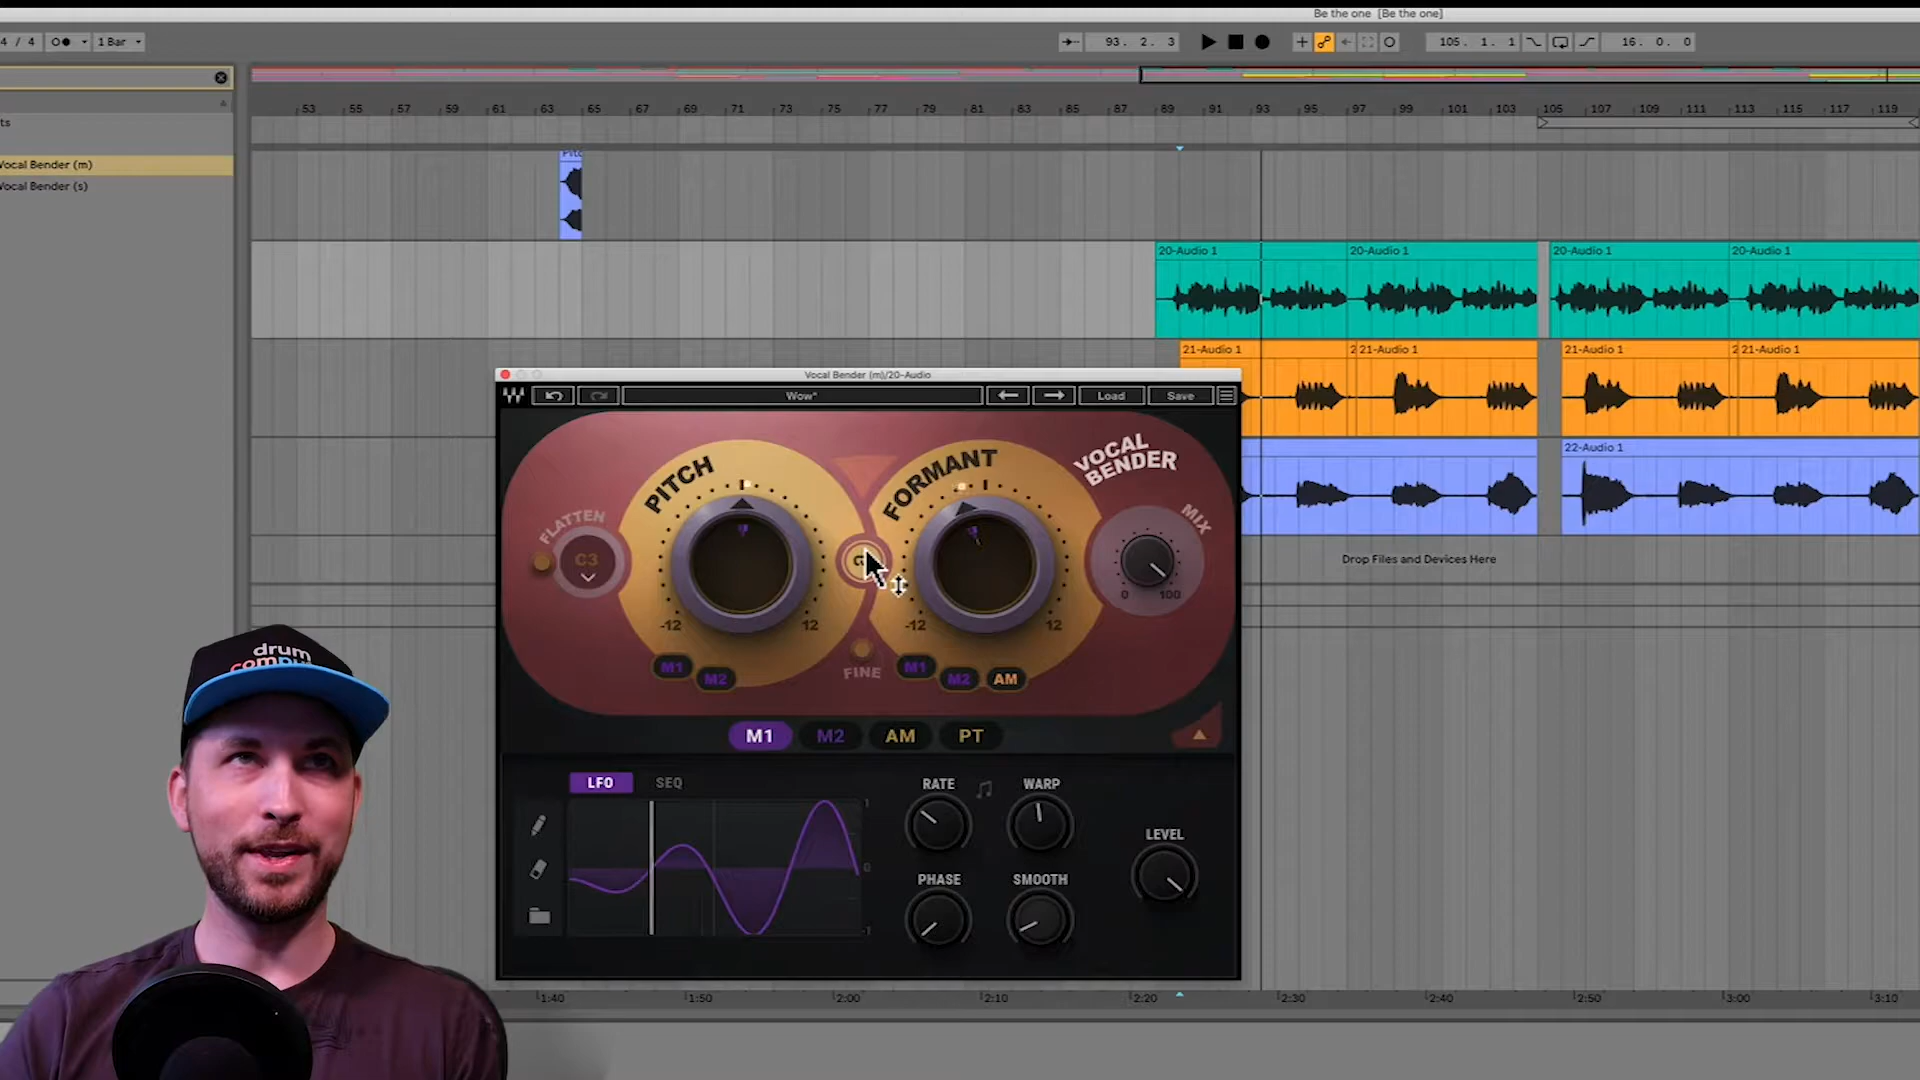 Be the one [Be the one]
4 / 4
1 Bar
93. 2. 3
105. 1. 1
16. 0. 0
53 55 57 59 61 63 65 67 69 71 73 75 77 79 81 83 85 87 89 91 93 95 97 99 101 103 105 107 109 111 113 115 117 119
ts
Vocal Bender (m)
Vocal Bender (s)
20-Audio 1
20-Audio 1
20-Audio 1
20-Audio 1
21-Audio 1
2 21-Audio 1
21-Audio 1
2 21-Audio 1
22-Audio 1
Drop Files and Devices Here
Vocal Bender (m)/20-Audio
Wow*
Load
Save
PITCH
FORMANT
VOCAL
BENDER
FLATTEN
C3
MIX
0 100
-12 12
-12 12
FINE
M1 M2
M1 M2 AM
M1 M2 AM PT
LFO SEQ
1
0
-1
RATE
WARP
PHASE
SMOOTH
LEVEL
drum
1:40 1:50 2:00 2:10 2:20 2:30 2:40 2:50 3:00 3:10